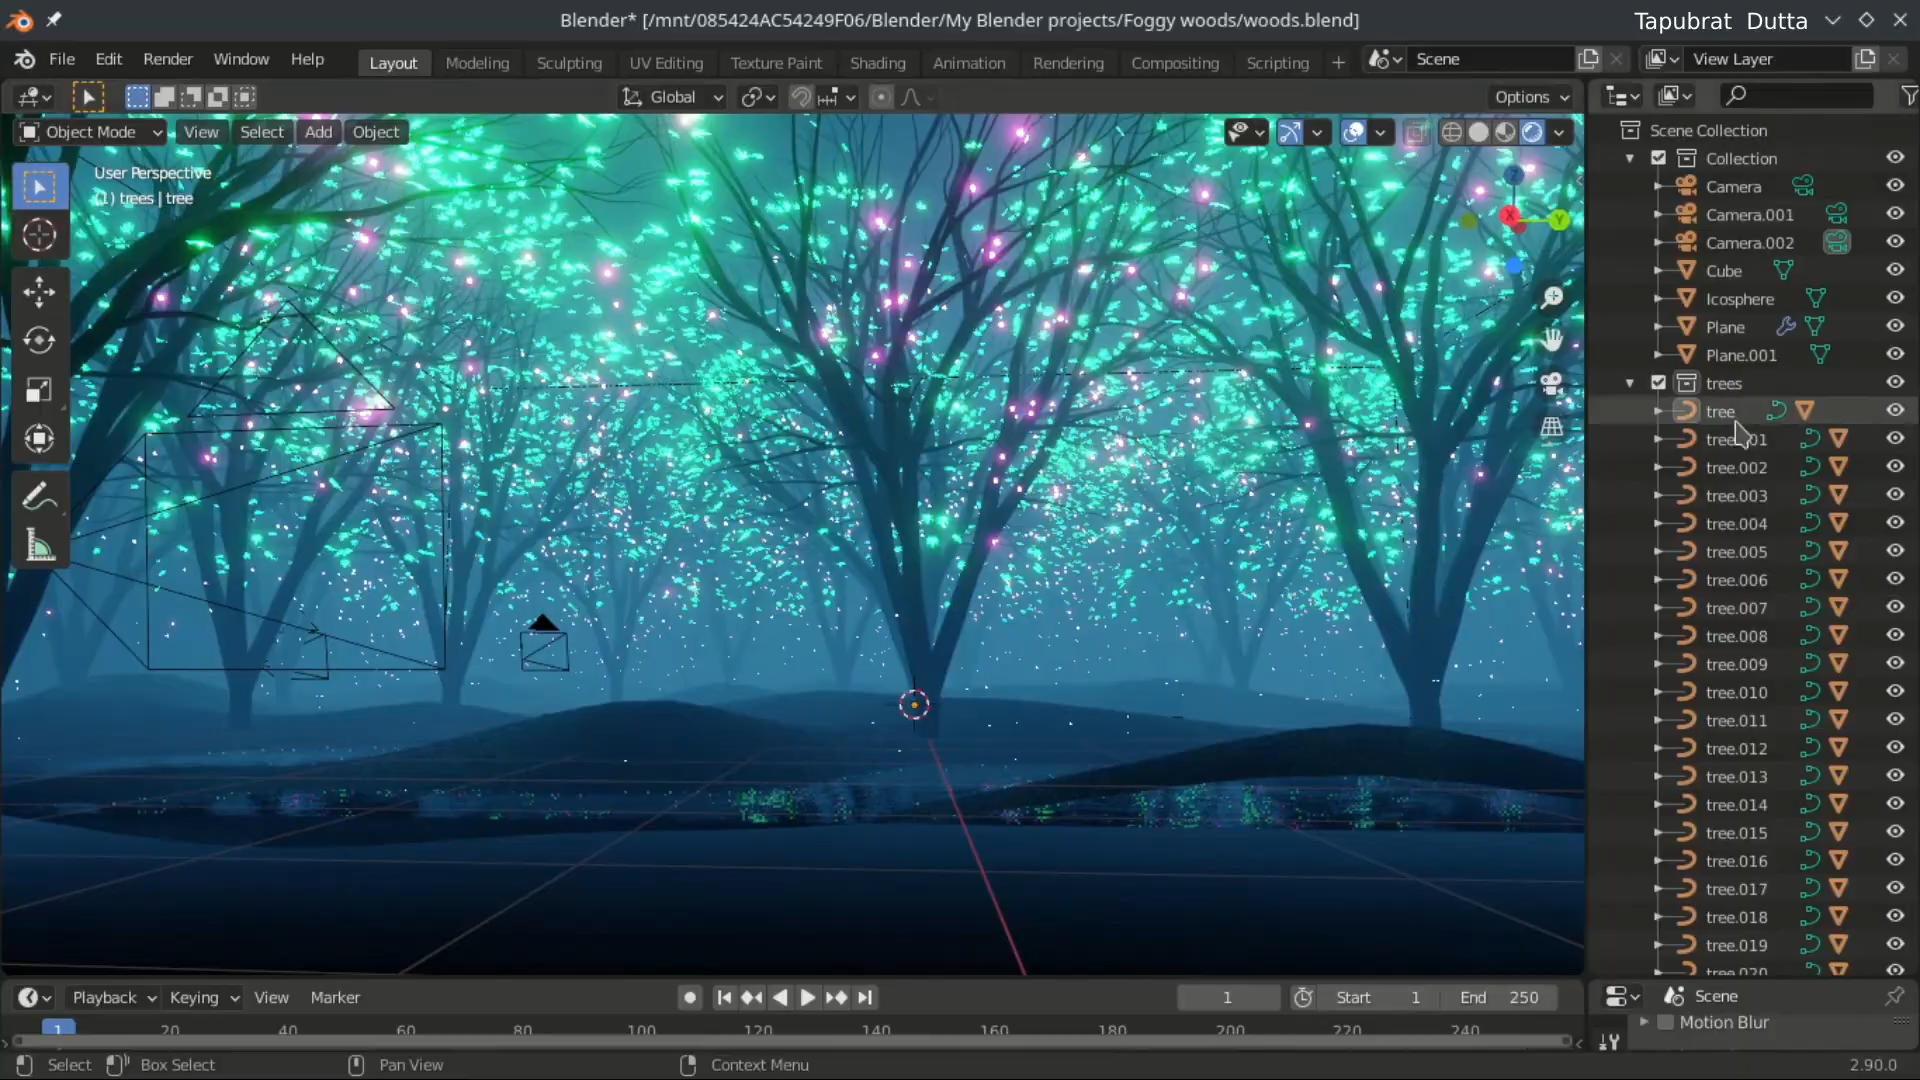 Blender* [/mnt/085424AC54249F06/Blender/My Blender projects/Foggy woods/woods.blend]
Tapubrat Dutta
File Edit Render Window Help
Layout Modeling Sculpting UV Editing Texture Paint Shading Animation Rendering Compositing Scripting +
Scene
View Layer
Global
Options
Object Mode View Select Add Object
User Perspective
(1) trees | tree
Z
X
Y
Scene Collection
Collection
Camera
Camera.001
Camera.002
Cube
Icosphere
Plane
Plane.001
trees
tree
tree.002
tree.003
tree.004
tree.005
tree.006
tree.007
tree.008
tree.009
tree.010
tree.011
tree.012
tree.013
tree.014
tree.015
tree.016
tree.017
tree.018
tree.019
tree.020
Playback Keying View Marker
1
Start 1
End 250
1 20 40 60 80 100 120 140 160 180 200 220 240
Scene
Motion Blur
Select Box Select Pan View Context Menu
2.90.0